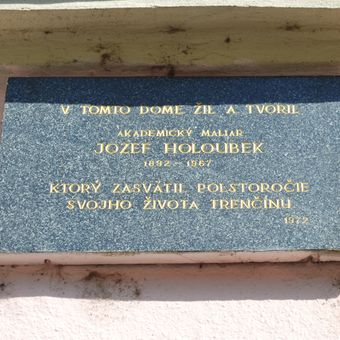 V TOMTO DOME ŽIL A TVORIL
AKADEMICKÝ MALIAR
JOZEF HOLOUBEK
1892 – 1967
KTORÝ ZASVÄTIL POLSTOROČIE
SVOJHO ŽIVOTA TRENČÍNU
1972